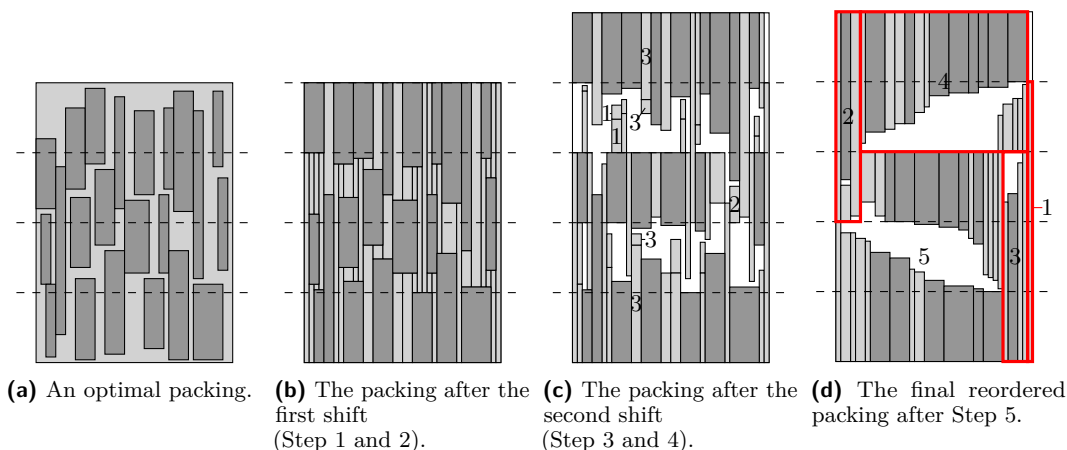 3
1
3
1
2
3
3
4
2
1
3
5
(a) An optimal packing.
(b) The packing after the
first shift
(Step 1 and 2).
(c) The packing after the
second shift
(Step 3 and 4).
(d) The final reordered
packing after Step 5.